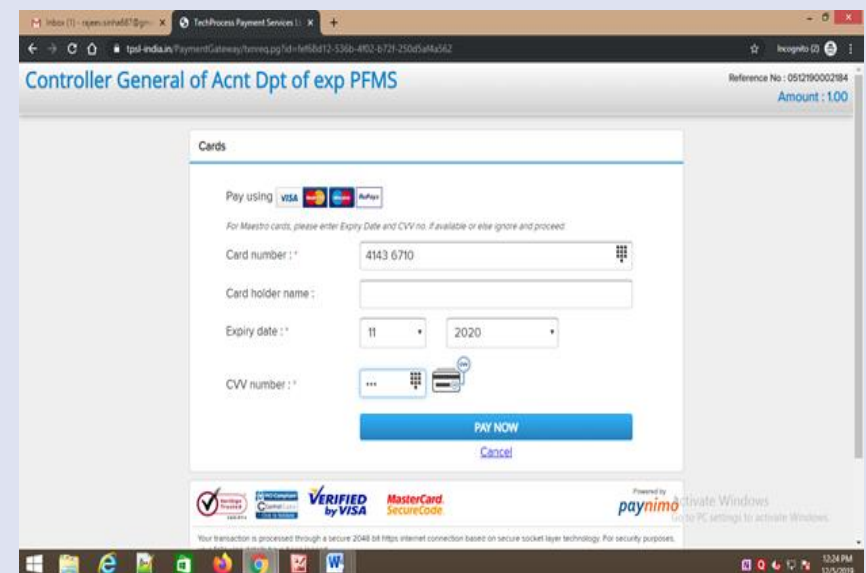 Inbox (1) - rajeev.sinha687@gm
TechProcess Payment Services Li
tpsl-india.in/PaymentGateway/txnreq.pg?id=
Incognito (2)
Controller General of Acnt Dpt of exp PFMS
Reference No : 0512190002184
Amount : 1.00
Cards
Pay using VISA RuPay
For Maestro cards, please enter Expiry Date and CVV no. if available or else ignore and proceed.
Card number : * 4143 6710
Card holder name :
Expiry date : * 11 2020
CVV number : * •••
PAY NOW
Cancel
VERIFIED by VISA
MasterCard. SecureCode.
Powered by
paynimo
Activate Windows
Go to PC settings to activate Windows.
Your transaction is processed through a secure 2048 bit https internet connection based on secure socket layer technology. For security purposes,
12:24 PM
12/5/2019